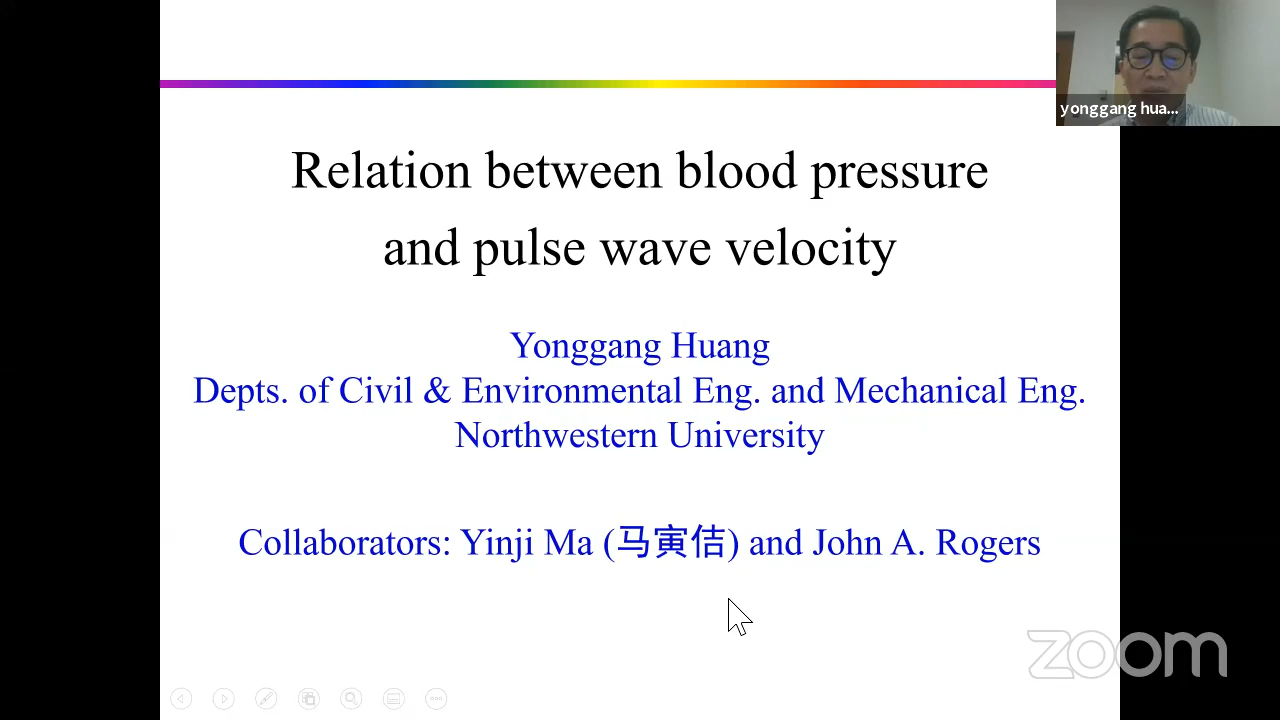 yonggang hua...
Relation between blood pressure
and pulse wave velocity
Yonggang Huang
Depts. of Civil & Environmental Eng. and Mechanical Eng.
Northwestern University
Collaborators: Yinji Ma (马寅佶) and John A. Rogers
zoom